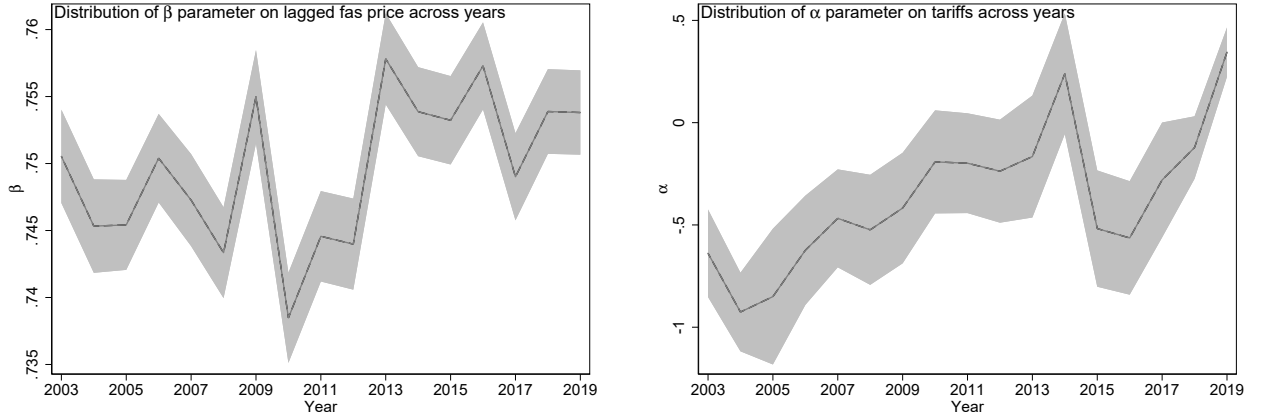 Distribution of β parameter on lagged fas price across years
.76
.755
.75
.745
.74
.735
β
2003 2005 2007 2009 2011 2013 2015 2017 2019
Year
Distribution of α parameter on tariffs across years
.5
0
-.5
-1
α
2003 2005 2007 2009 2011 2013 2015 2017 2019
Year